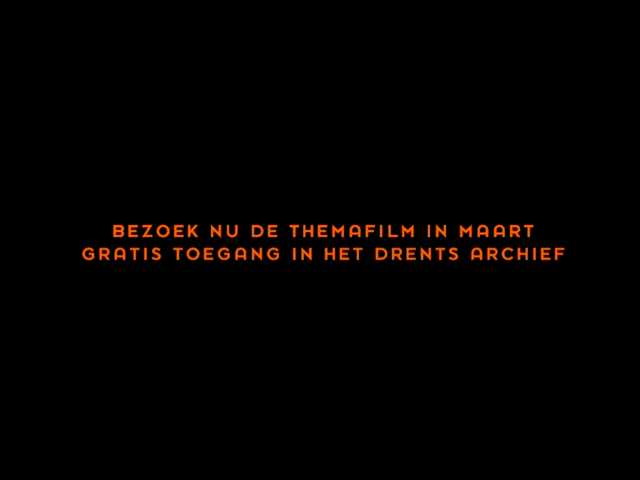 BEZOEK NU DE THEMAFILM IN MAART
GRATIS TOEGANG IN HET DRENTS ARCHIEF